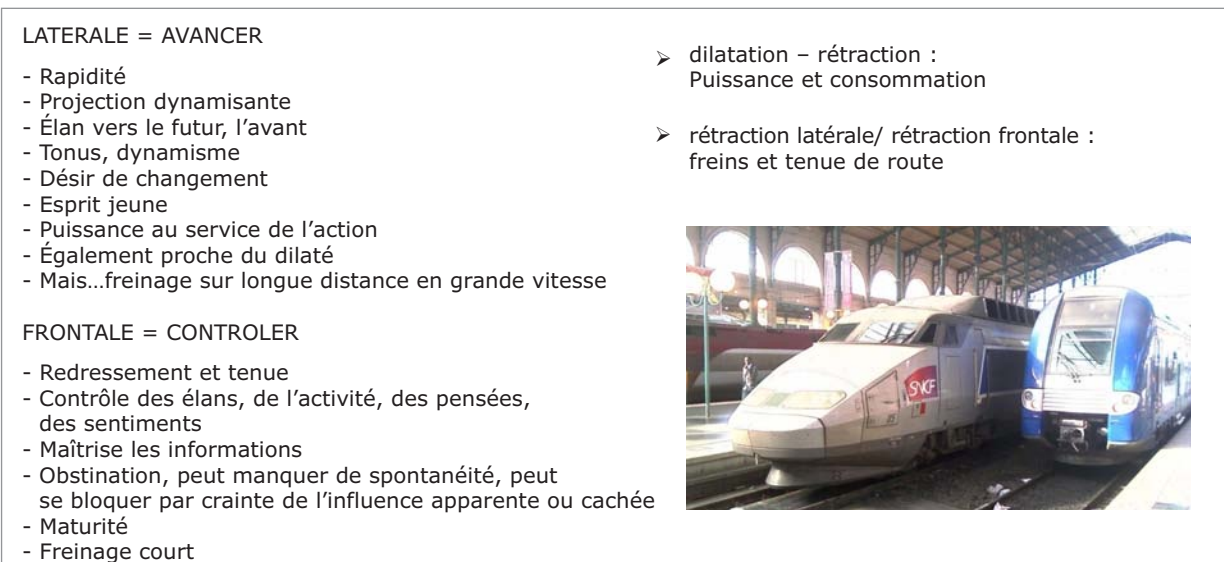 LATERALE = AVANCER
- Rapidité
- Projection dynamisante
- Élan vers le futur, l’avant
- Tonus, dynamisme
- Désir de changement
- Esprit jeune
- Puissance au service de l’action
- Également proche du dilaté
- Mais…freinage sur longue distance en grande vitesse
FRONTALE = CONTROLER
- Redressement et tenue
- Contrôle des élans, de l’activité, des pensées,
des sentiments
- Maîtrise les informations
- Obstination, peut manquer de spontanéité, peut
se bloquer par crainte de l’influence apparente ou cachée
- Maturité
- Freinage court
➢ dilatation – rétraction :
Puissance et consommation
➢ rétraction latérale/ rétraction frontale :
freins et tenue de route
SNCF